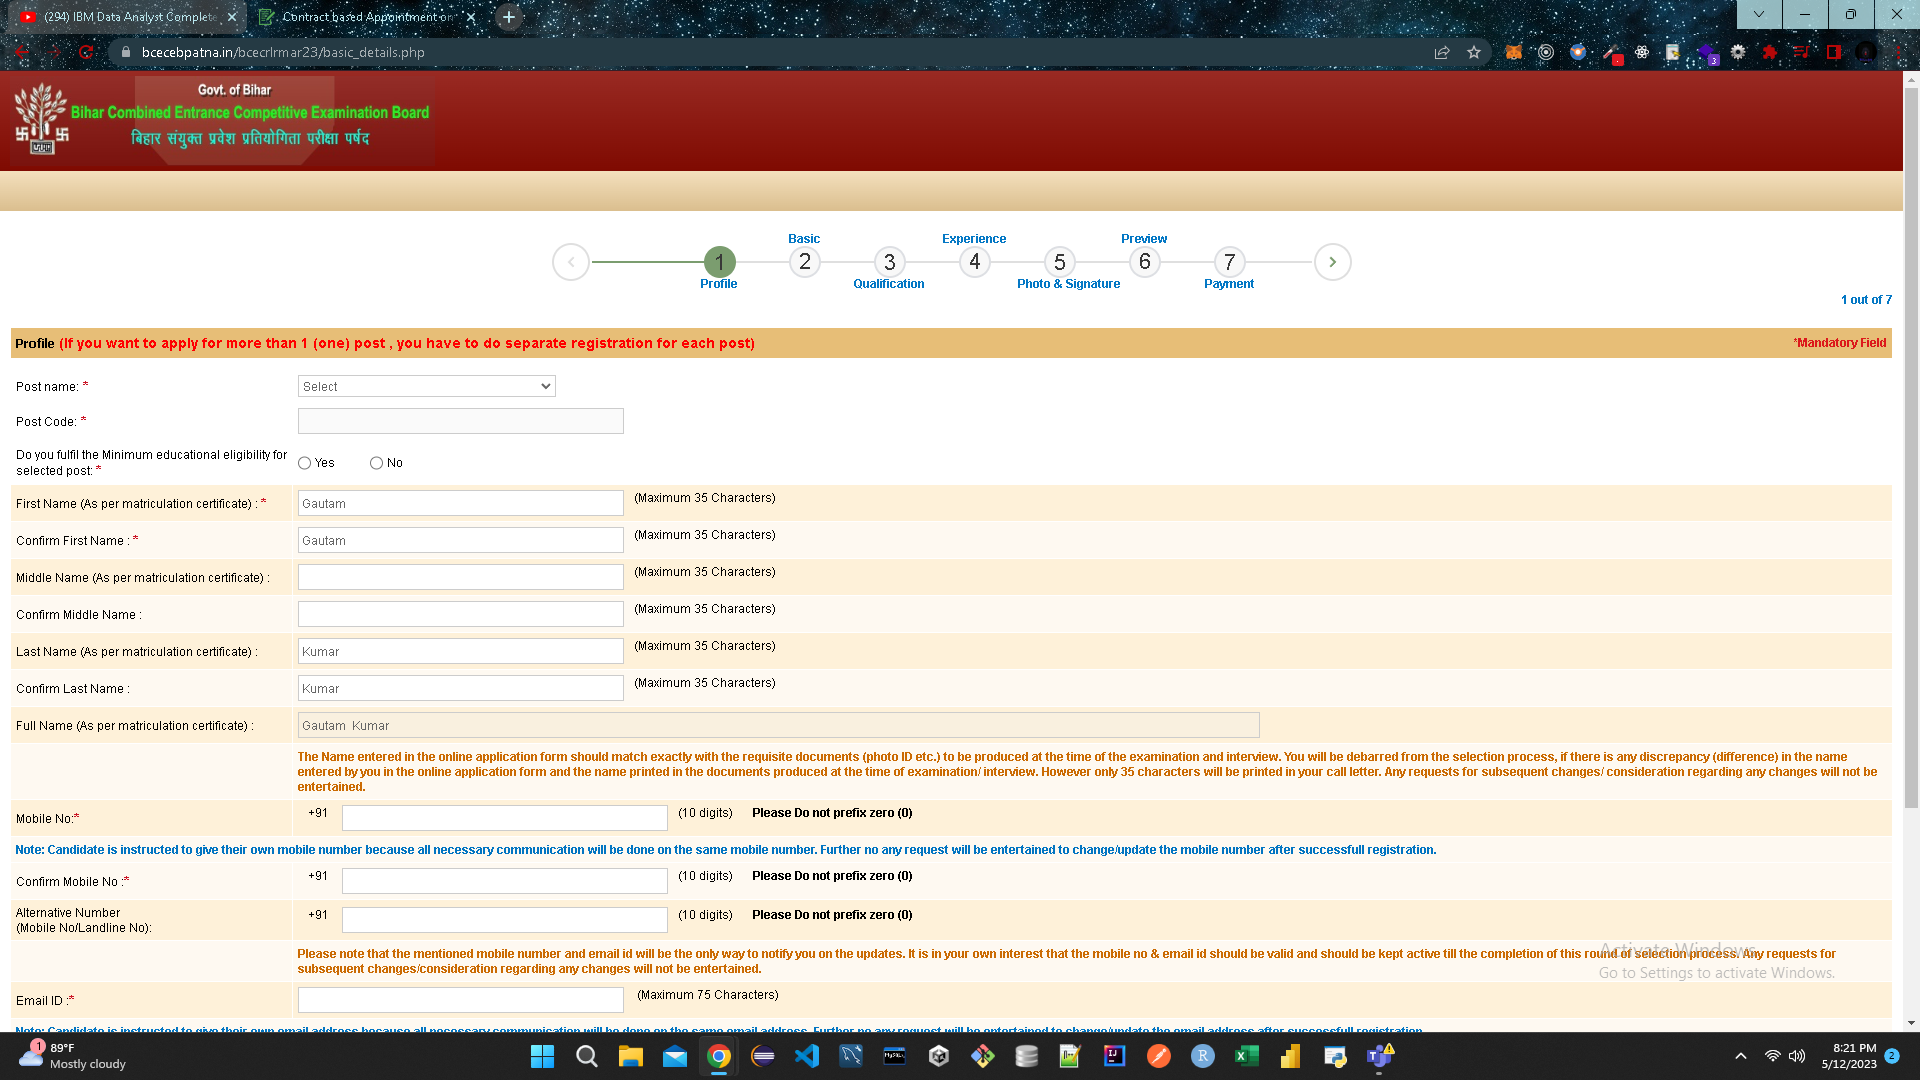 (294) IBM Data Analyst Complete
Contract based Appointment on
bcecebpatna.in/bcecrlrmar23/basic_details.php
3
Govt. of Bihar
Bihar Combined Entrance Competitive Examination Board
बिहार संयुक्त प्रवेश प्रतियोगिता परीक्षा पर्षद
Basic
Experience
Preview
1
2
3
4
5
6
7
Profile
Qualification
Photo & Signature
Payment
1 out of 7
Profile (If you want to apply for more than 1 (one) post , you have to do separate registration for each post)
*Mandatory Field
Post name: *
Select
Post Code: *
Do you fulfil the Minimum educational eligibility for
selected post: *
Yes
No
First Name (As per matriculation certificate) : *
Gautam
(Maximum 35 Characters)
Confirm First Name : *
Gautam
(Maximum 35 Characters)
Middle Name (As per matriculation certificate) :
(Maximum 35 Characters)
Confirm Middle Name :
(Maximum 35 Characters)
Last Name (As per matriculation certificate) :
Kumar
(Maximum 35 Characters)
Confirm Last Name :
Kumar
(Maximum 35 Characters)
Full Name (As per matriculation certificate) :
Gautam  Kumar
The Name entered in the online application form should match exactly with the requisite documents (photo ID etc.) to be produced at the time of the examination and interview. You will be debarred from the selection process, if there is any discrepancy (difference) in the name
entered by you in the online application form and the name printed in the documents produced at the time of examination/ interview. However only 35 characters will be printed in your call letter. Any requests for subsequent changes/ consideration regarding any changes will not be
entertained.
Mobile No:*
+91
(10 digits)
Please Do not prefix zero (0)
Note: Candidate is instructed to give their own mobile number because all necessary communication will be done on the same mobile number. Further no any request will be entertained to change/update the mobile number after successfull registration.
Confirm Mobile No :*
+91
(10 digits)
Please Do not prefix zero (0)
Alternative Number
(Mobile No/Landline No):
+91
(10 digits)
Please Do not prefix zero (0)
Please note that the mentioned mobile number and email id will be the only way to notify you on the updates. It is in your own interest that the mobile no & email id should be valid and should be kept active till the completion of this round of selection process. Any requests for
subsequent changes/consideration regarding any changes will not be entertained.
Activate Windows
Go to Settings to activate Windows.
Email ID :*
(Maximum 75 Characters)
Note: Candidate is instructed to give their own email address because all necessary communication will be done on the same email address. Further no any request will be entertained to change/update the email address after successfull registration.
1
89°F
Mostly cloudy
MySQL
IJ
R
8:21 PM
5/12/2023
2